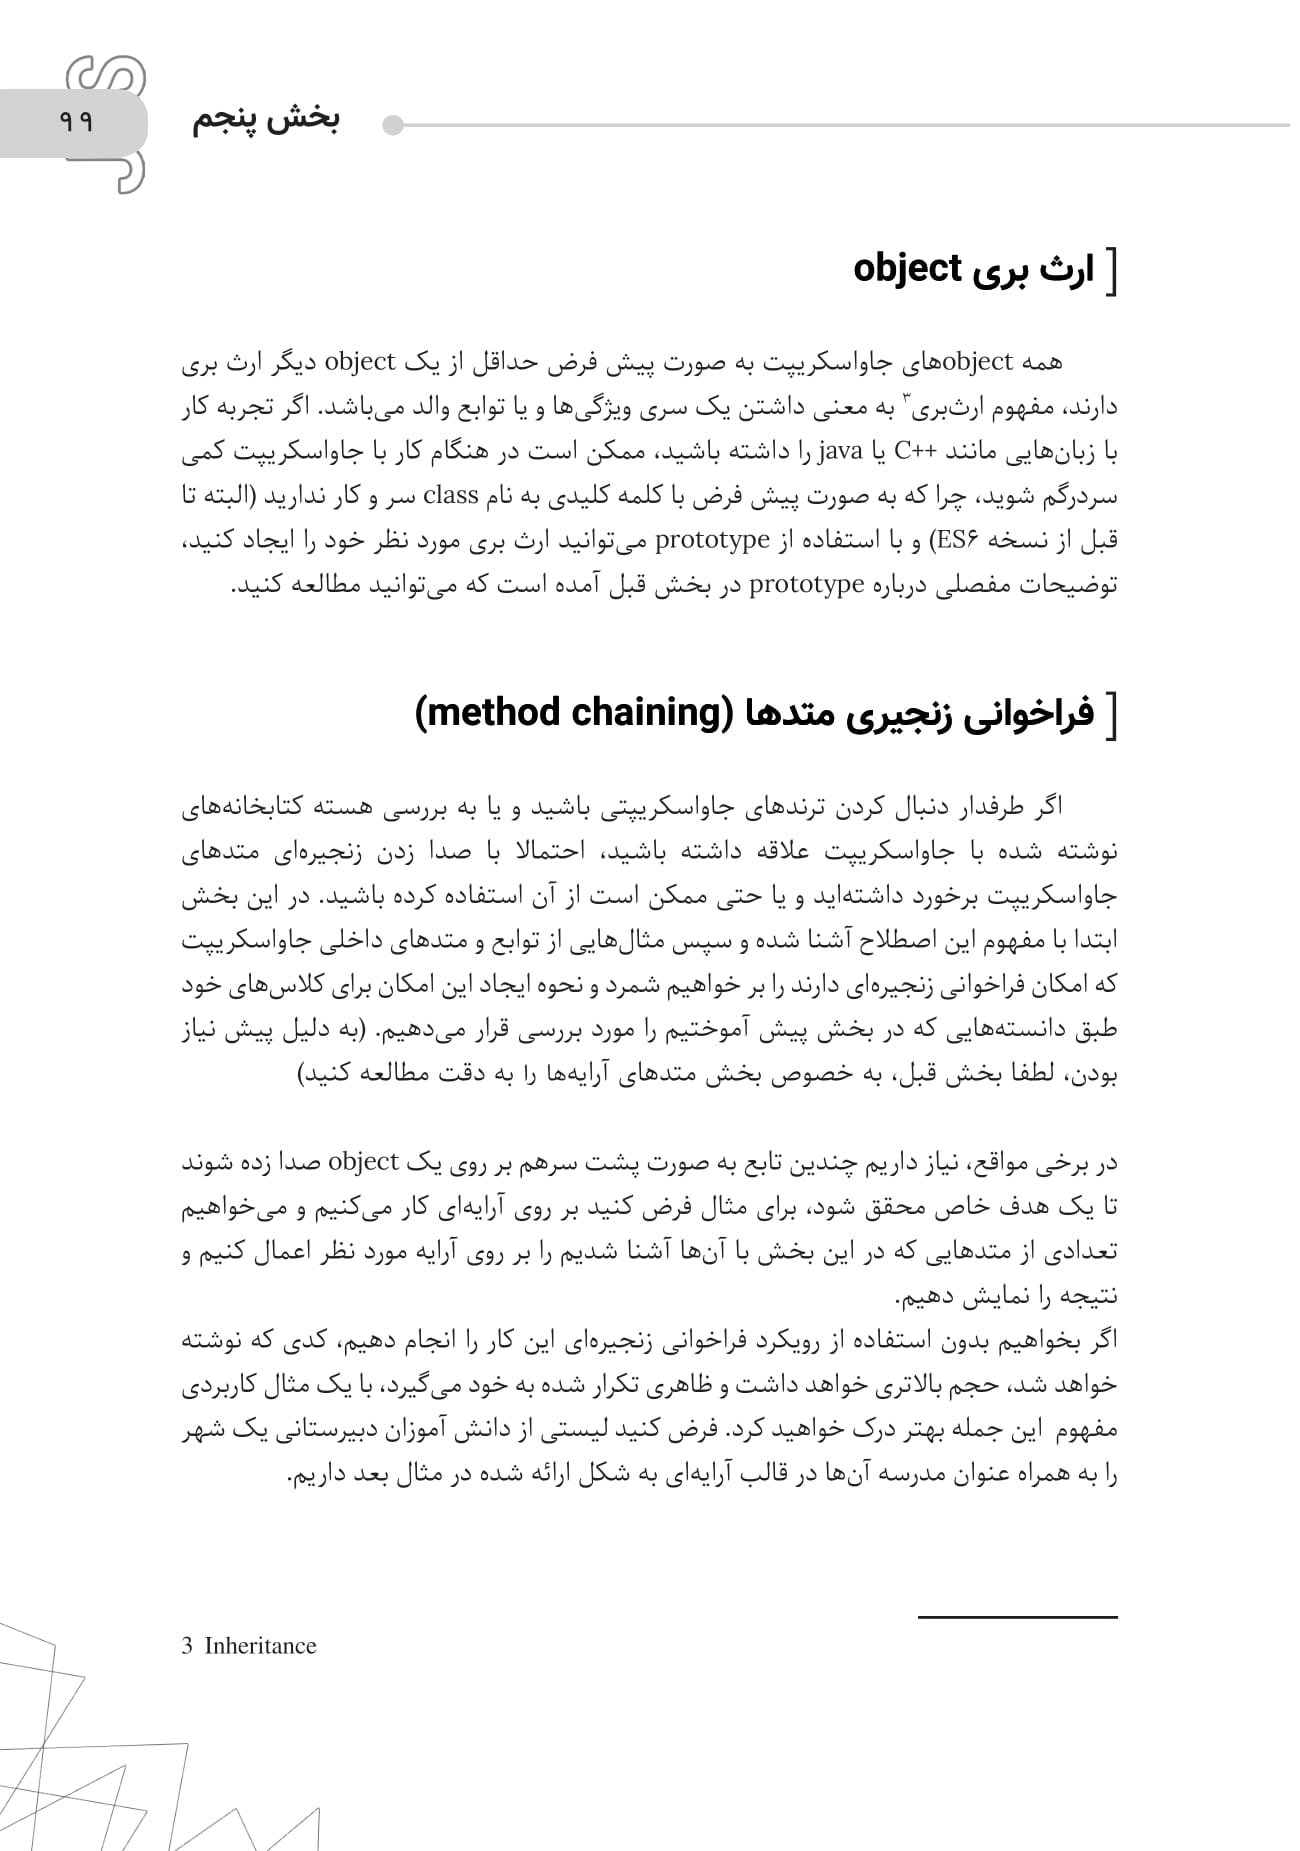 JS
۹۹
بخش پنجم
[ ارث بری object
همه objectهای جاواسکریپت به صورت پیش فرض حداقل از یک object دیگر ارث بری
دارند، مفهوم ارث‌بری۳ به معنی داشتن یک سری ویژگی‌ها و یا توابع والد می‌باشد. اگر تجربه کار
با زبان‌هایی مانند C++ یا java را داشته باشید، ممکن است در هنگام کار با جاواسکریپت کمی
سردرگم شوید، چرا که به صورت پیش فرض با کلمه کلیدی به نام class سر و کار ندارید (البته تا
قبل از نسخه ES۶) و با استفاده از prototype می‌توانید ارث بری مورد نظر خود را ایجاد کنید،
توضیحات مفصلی درباره prototype در بخش قبل آمده است که می‌توانید مطالعه کنید.
[ فراخوانی زنجیری متدها (method chaining)
اگر طرفدار دنبال کردن ترندهای جاواسکریپتی باشید و یا به بررسی هسته کتابخانه‌های
نوشته شده با جاواسکریپت علاقه داشته باشید، احتمالا با صدا زدن زنجیره‌ای متدهای
جاواسکریپت برخورد داشته‌اید و یا حتی ممکن است از آن استفاده کرده باشید. در این بخش
ابتدا با مفهوم این اصطلاح آشنا شده و سپس مثال‌هایی از توابع و متدهای داخلی جاواسکریپت
که امکان فراخوانی زنجیره‌ای دارند را بر خواهیم شمرد و نحوه ایجاد این امکان برای کلاس‌های خود
طبق دانسته‌هایی که در بخش پیش آموختیم را مورد بررسی قرار می‌دهیم. (به دلیل پیش نیاز
بودن، لطفا بخش قبل، به خصوص بخش متدهای آرایه‌ها را به دقت مطالعه کنید)
در برخی مواقع، نیاز داریم چندین تابع به صورت پشت سرهم بر روی یک object صدا زده شوند
تا یک هدف خاص محقق شود، برای مثال فرض کنید بر روی آرایه‌ای کار می‌کنیم و می‌خواهیم
تعدادی از متدهایی که در این بخش با آن‌ها آشنا شدیم را بر روی آرایه مورد نظر اعمال کنیم و
نتیجه را نمایش دهیم.
اگر بخواهیم بدون استفاده از رویکرد فراخوانی زنجیره‌ای این کار را انجام دهیم، کدی که نوشته
خواهد شد، حجم بالاتری خواهد داشت و ظاهری تکرار شده به خود می‌گیرد، با یک مثال کاربردی
مفهوم این جمله بهتر درک خواهید کرد. فرض کنید لیستی از دانش آموزان دبیرستانی یک شهر
را به همراه عنوان مدرسه آن‌ها در قالب آرایه‌ای به شکل ارائه شده در مثال بعد داریم.
3 Inheritance